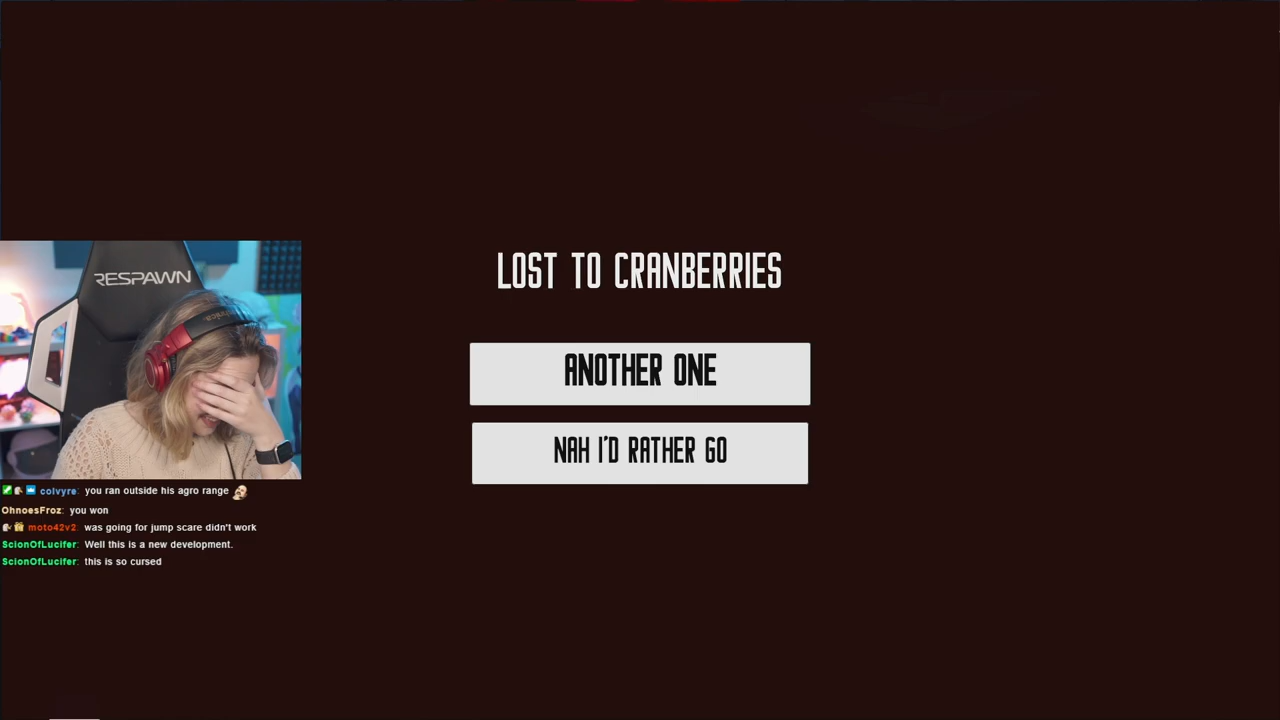 LOST TO CRANBERRIES
ANOTHER ONE
NAH I'D RATHER GO
RESPAWN
colvyre: you ran outside his agro range
OhnoesFroz: you won
moto42v2: was going for jump scare didn't work
ScionOfLucifer: Well this is a new development.
ScionOfLucifer: this is so cursed